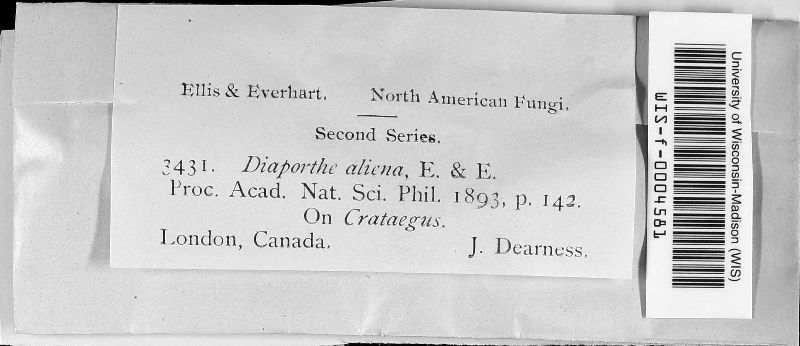 Ellis & Everhart. North American Fungi.
Second Series.
3431. Diaporthe aliena, E. & E.
Proc. Acad. Nat. Sci. Phil. 1893, p. 142.
On Crataegus.
London, Canada. J. Dearness.
University of Wisconsin-Madison (WIS)
WIS-f-0004581